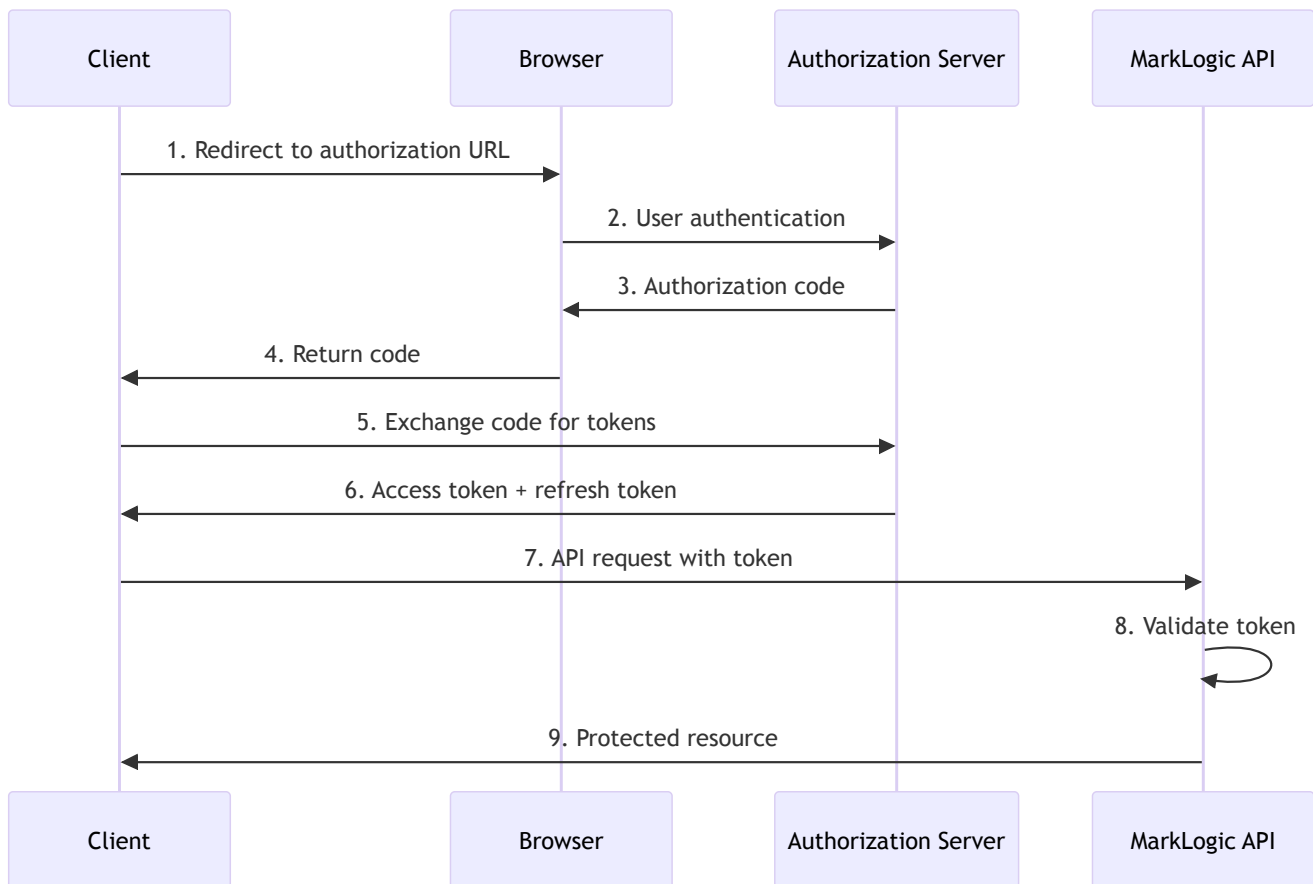 Client
Browser
Authorization Server
MarkLogic API
1. Redirect to authorization URL
2. User authentication
3. Authorization code
4. Return code
5. Exchange code for tokens
6. Access token + refresh token
7. API request with token
8. Validate token
9. Protected resource
Client
Browser
Authorization Server
MarkLogic API